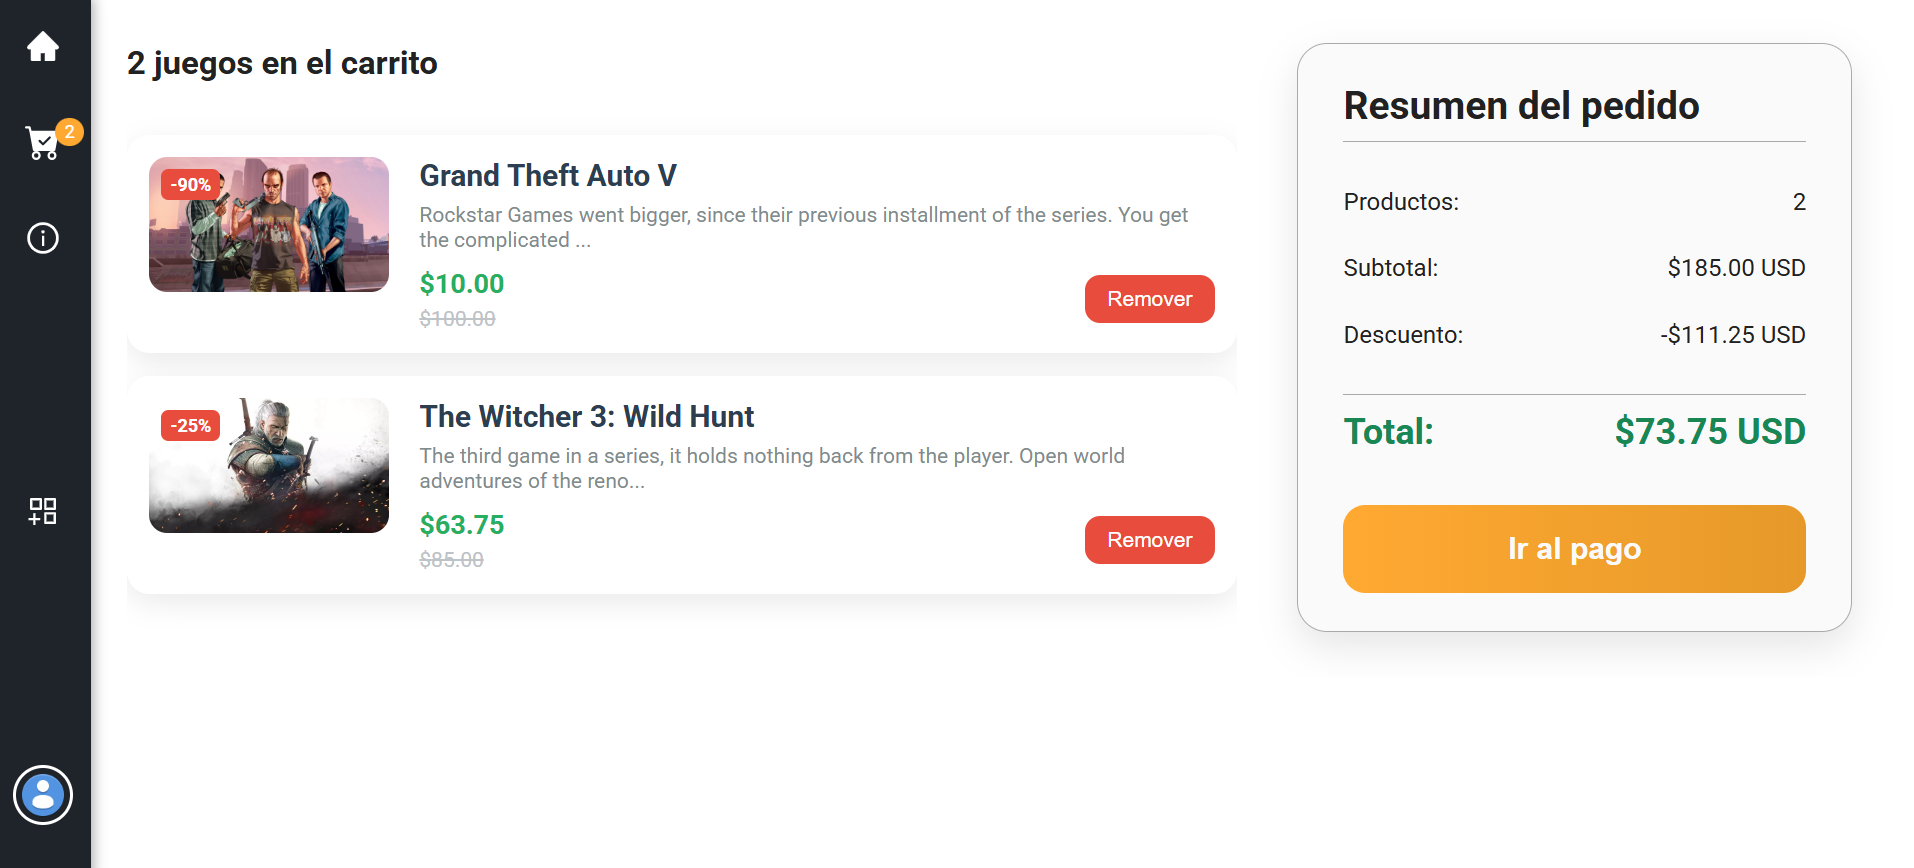 2
2 juegos en el carrito
-90%
Grand Theft Auto V
Rockstar Games went bigger, since their previous installment of the series. You get
the complicated ...
$10.00
$100.00
Remover
-25%
The Witcher 3: Wild Hunt
The third game in a series, it holds nothing back from the player. Open world
adventures of the reno...
$63.75
$85.00
Remover
Resumen del pedido
Productos: 2
Subtotal: $185.00 USD
Descuento: -$111.25 USD
Total: $73.75 USD
Ir al pago